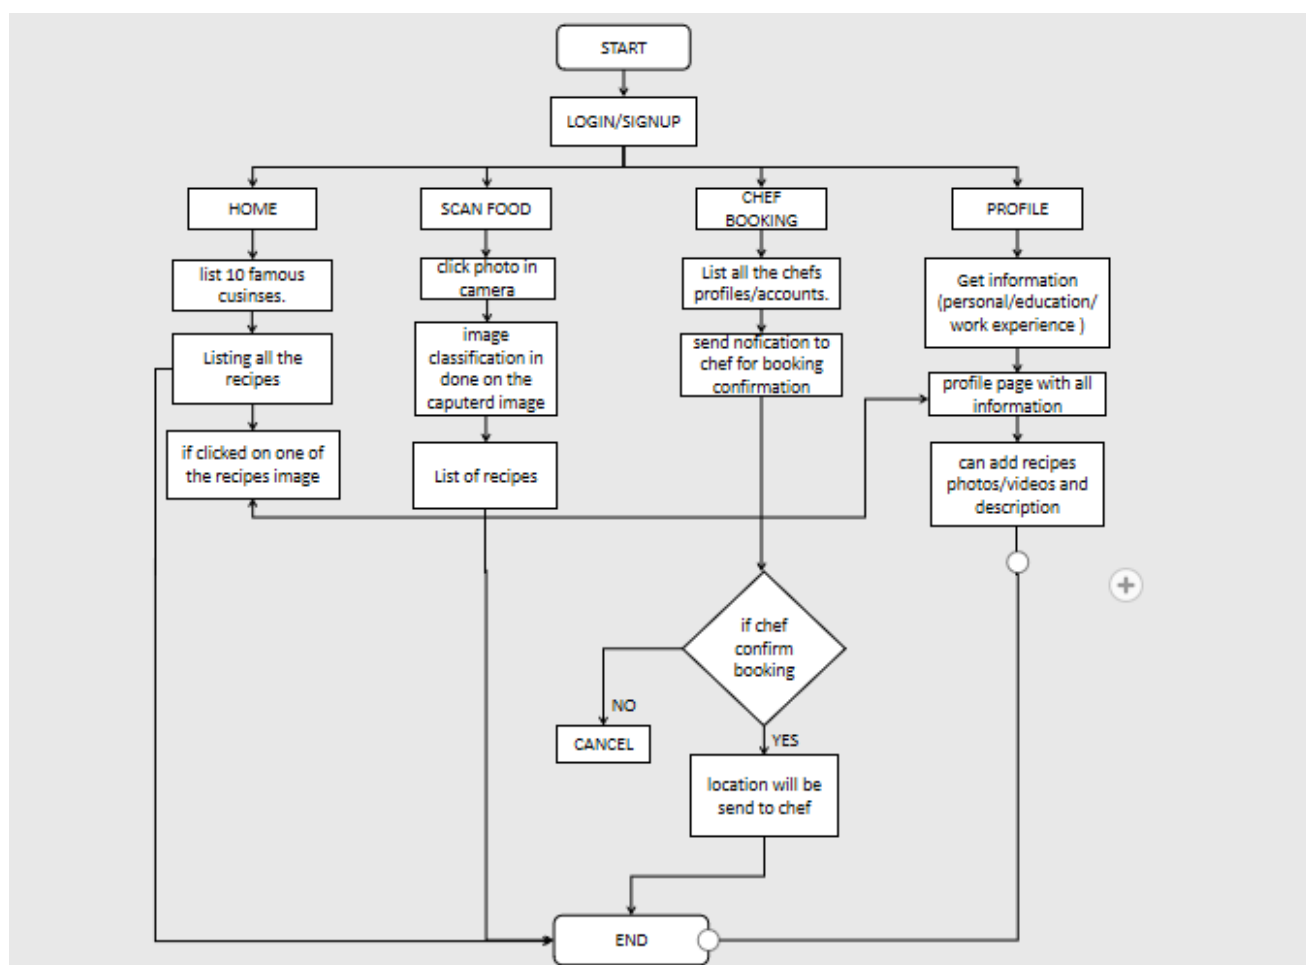 START
LOGIN/SIGNUP
HOME
SCAN FOOD
CHEF
BOOKING
PROFILE
list 10 famous
cusinses.
click photo in
camera
List all the chefs
profiles/accounts.
Get information
(personal/education/
work experience )
Listing all the
recipes
image
classification in
done on the
caputerd image
send nofication to
chef for booking
confirmation
profile page with all
information
if clicked on one of
the recipes image
List of recipes
can add recipes
photos/videos and
description
if chef
confirm
booking
NO
CANCEL
YES
location will be
send to chef
END